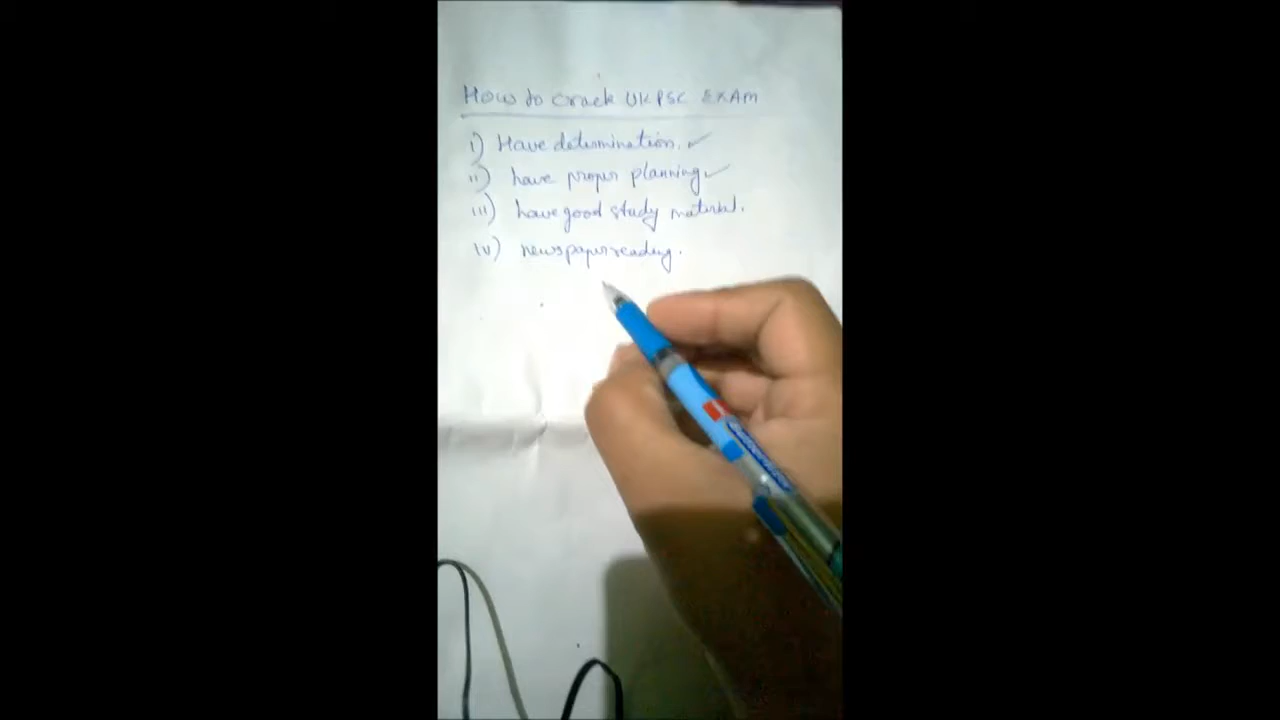 How to crack UKPSC EXAM
i) Have determination. ✓
ii) have proper planning ✓
iii) have good study material.
iv) newspaper reading.